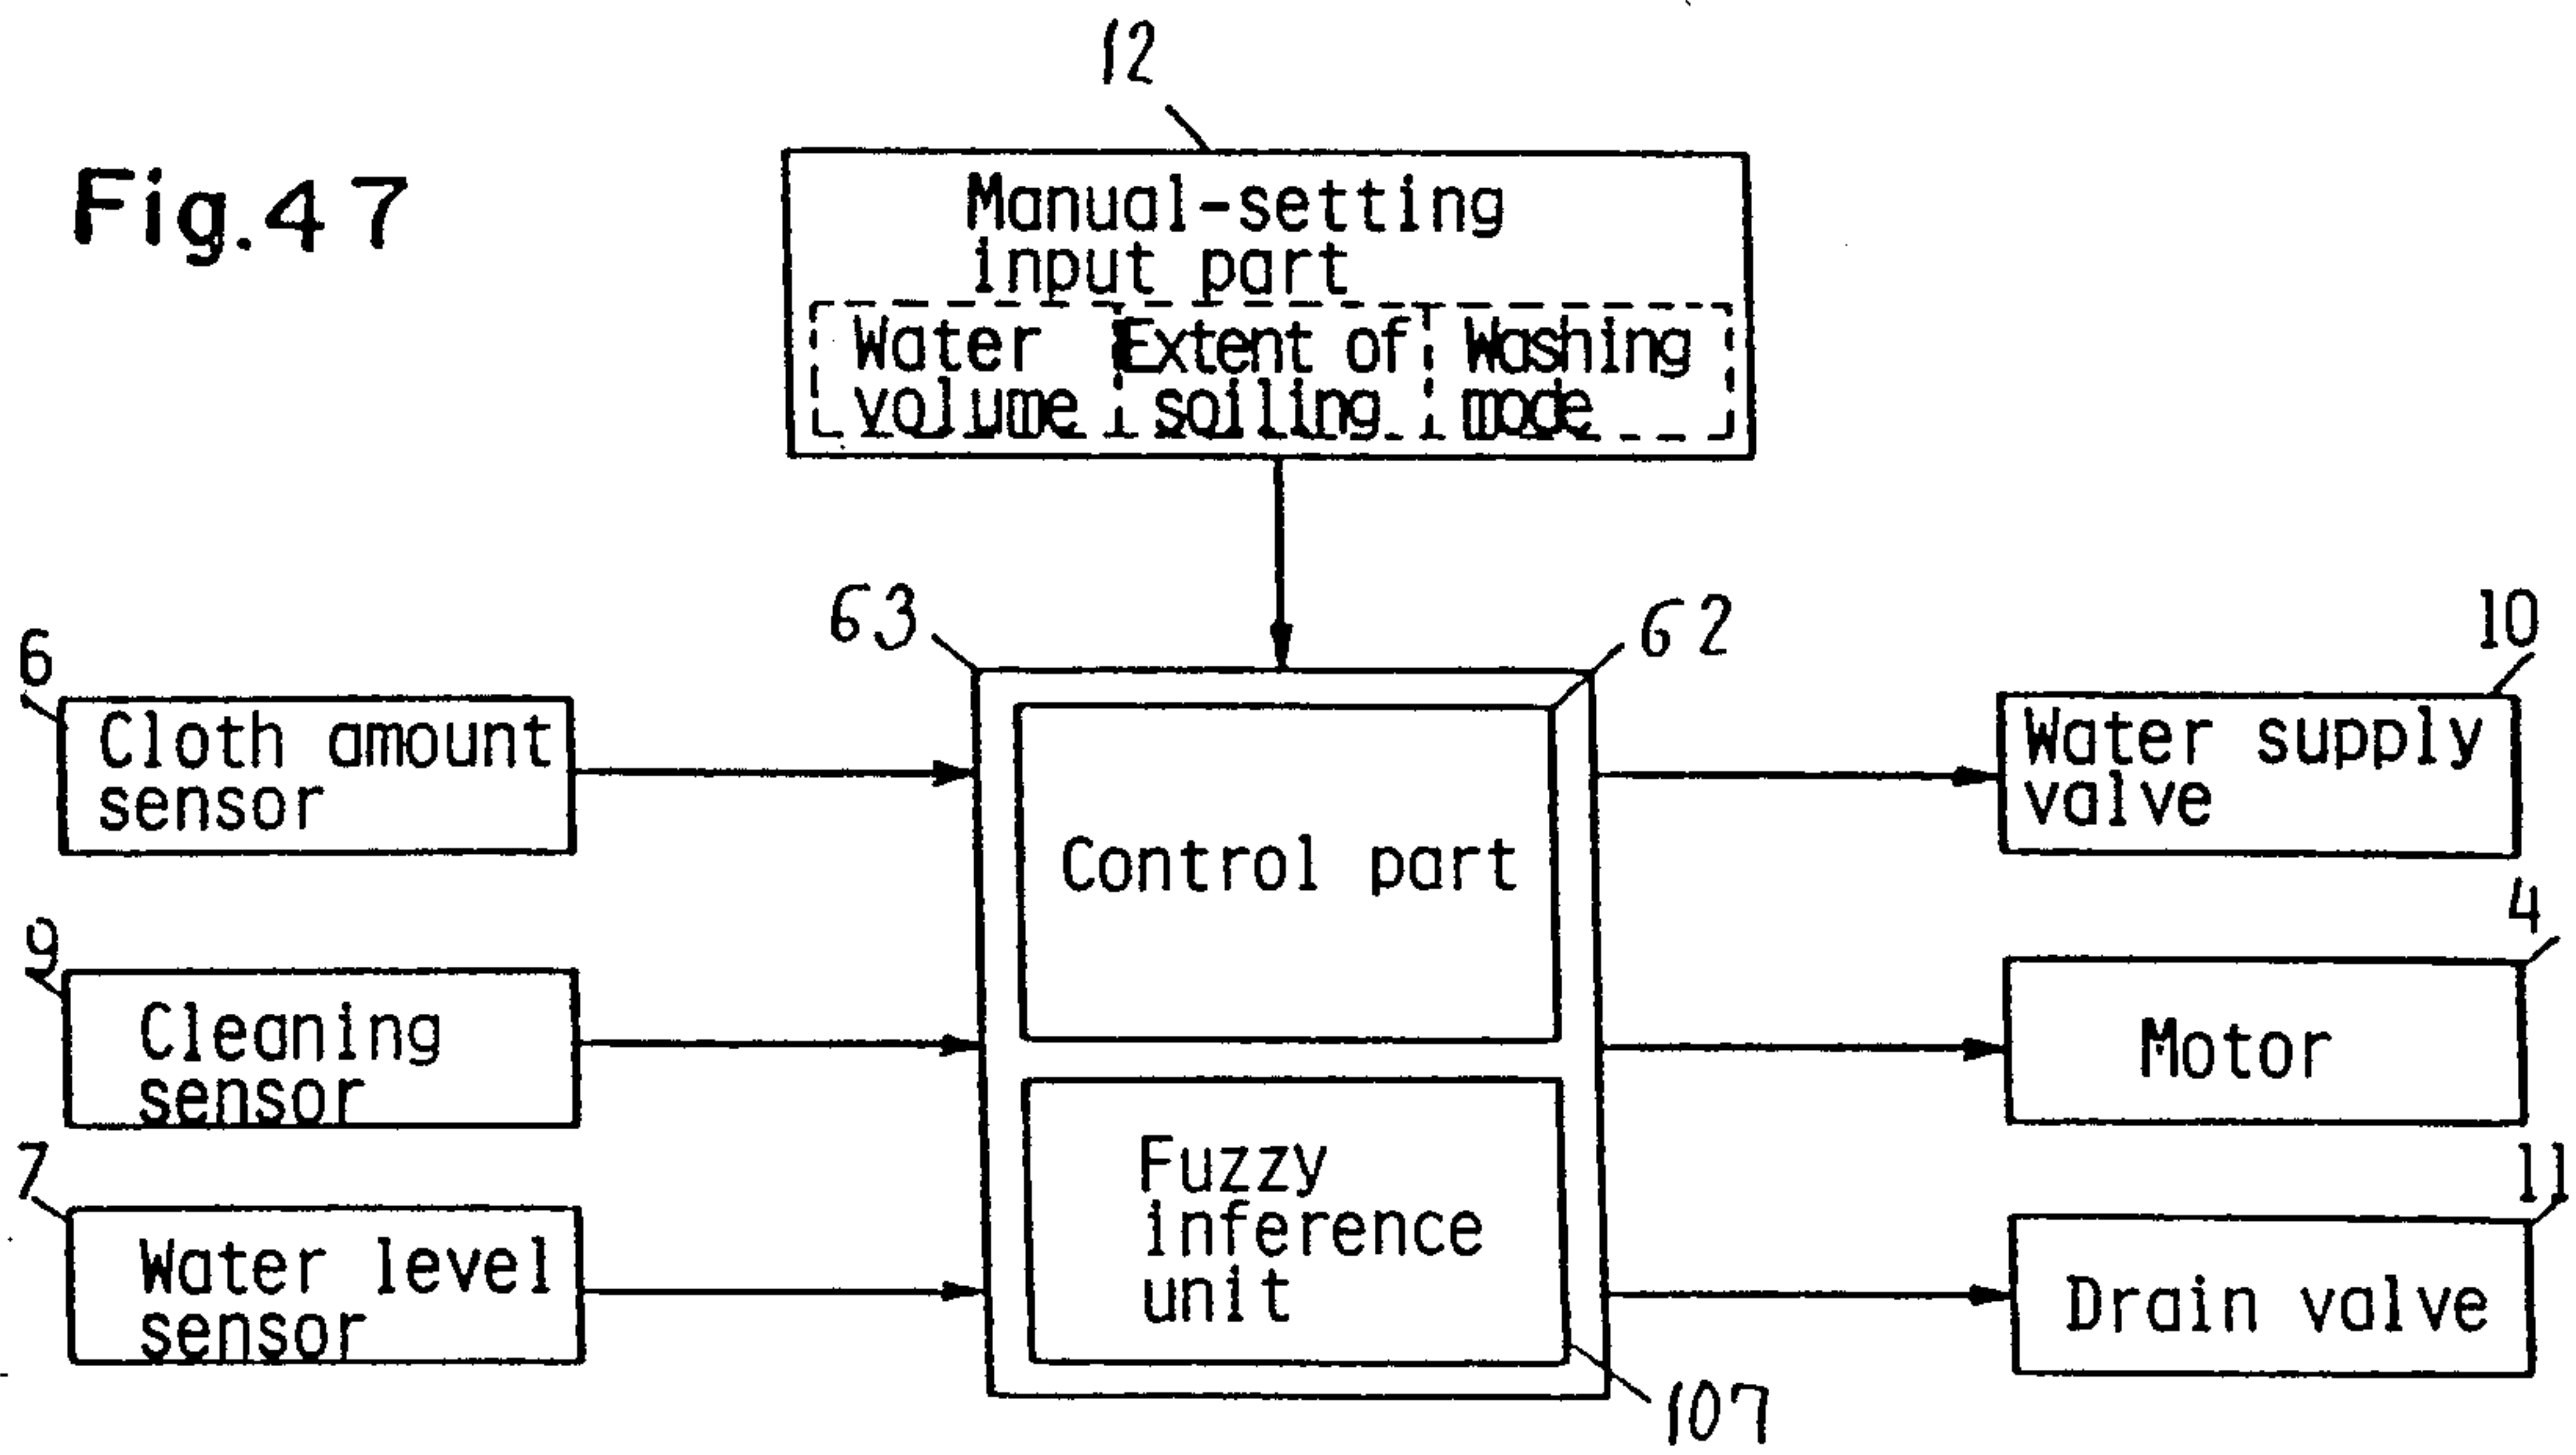 Fig.47
12
Manual-setting
input part
Water volume
Extent of soiling
Washing mode
63
62
6
Cloth amount
sensor
9
Cleaning
sensor
7
Water level
sensor
Control part
Fuzzy
inference
unit
107
10
Water supply
valve
4
Motor
11
Drain valve